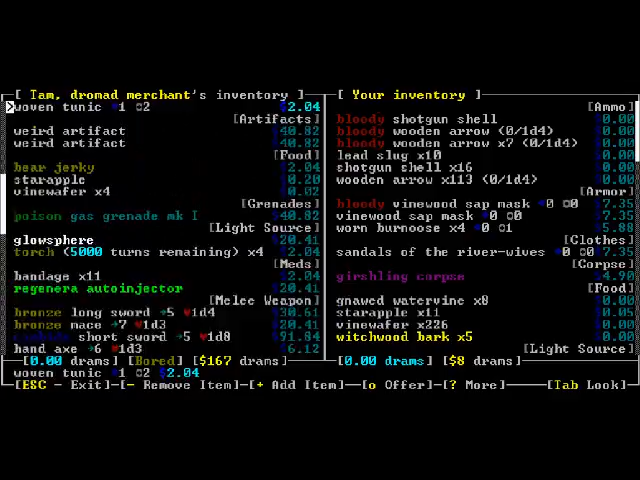 [ Tam, dromad merchant's inventory ]
woven tunic ♦1 □2 $2.04
[Artifacts]
weird artifact $40.82
weird artifact $40.82
[Food]
bear jerky $2.04
starapple $0.20
vinewafer x4 $0.02
[Grenades]
poison gas grenade mk I $40.82
[Light Source]
glowsphere $20.41
torch (5000 turns remaining) x4 $2.04
[Meds]
bandage x11 $2.04
regenera autoinjector $20.41
[Melee Weapon]
bronze long sword →5 ♥1d4 $30.61
bronze mace →7 ♥1d3 $20.41
short sword →5 ♥1d8 $91.84
hand axe →6 ♥1d3 $6.12
[0.00 drams] [Bored] [$167 drams]
woven tunic ♦1 □2 $2.04
[ Your inventory ]
[Ammo]
bloody shotgun shell $0.00
bloody wooden arrow (0/1d4) $0.00
bloody wooden arrow x7 (0/1d4) $0.00
lead slug x10 $0.00
shotgun shell x16 $0.00
wooden arrow x113 (0/1d4) $0.00
[Armor]
bloody vinewood sap mask ♦0 □0 $7.35
vinewood sap mask ♦0 □0 $7.35
worn burnoose x4 ♦0 □1 $5.88
[Clothes]
sandals of the river-wives ♦0 □0 $7.35
[Corpse]
girshling corpse $4.90
[Food]
gnawed watervine x8 $0.00
starapple x11 $0.05
vinewafer x226 $0.00
witchwood bark x5 $0.00
[Light Source]
[0.00 drams] [$8 drams]
[ESC - Exit] [- Remove Item] [+ Add Item] [o Offer] [? More] [Tab Look]